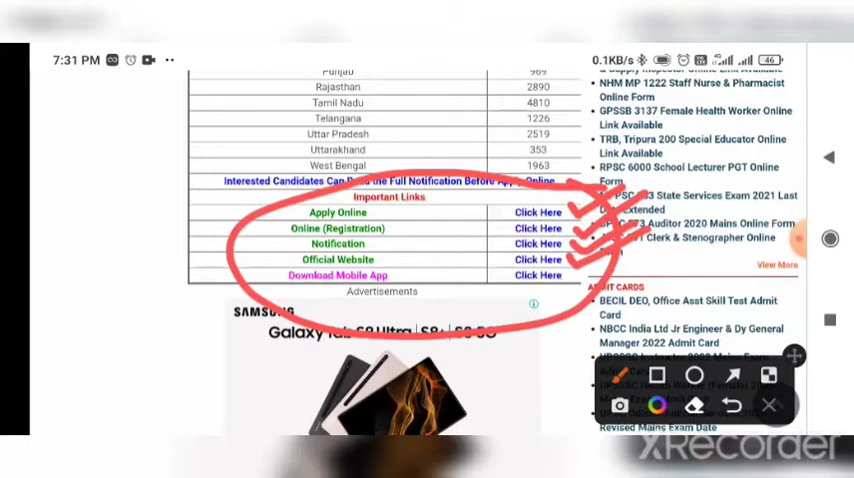 7:31 PM
0.1KB/s 46
Punjab 969
Rajasthan 2890
Tamil Nadu 4810
Telangana 1226
Uttar Pradesh 2519
Uttarakhand 353
West Bengal 1963
Interested Candidates Can Read the Full Notification Before Apply Online
Important Links
Apply Online Click Here
Online (Registration) Click Here
Notification Click Here
Official Website Click Here
Download Mobile App Click Here
Advertisements
SAMSUNG
Galaxy Tab S8 Ultra | S8+ | S8 5G
& Supply Inspector Online Link Available
NHM MP 1222 Staff Nurse & Pharmacist
Online Form
GPSSB 3137 Female Health Worker Online
Link Available
TRB, Tripura 200 Special Educator Online
Link Available
RPSC 6000 School Lecturer PGT Online
Form
State Services Exam 2021 Last
Extended
Auditor 2020 Mains Online Form
Clerk & Stenographer Online
View More
ADMIT CARDS
BECIL DEO, Office Asst Skill Test Admit
Card
NBCC India Ltd Jr Engineer & Dy General
Manager 2022 Admit Card
Revised Mains Exam Date
XRecorder